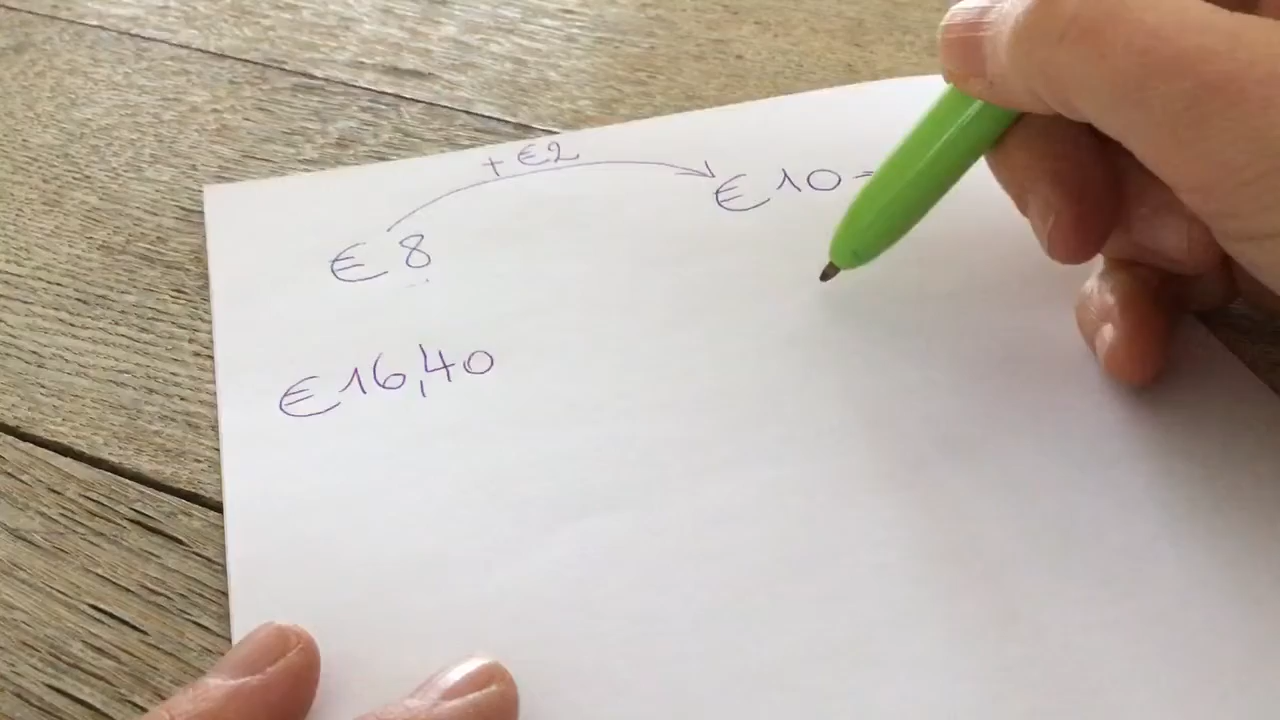 + €2
€ 8
€ 10 -
€16,40